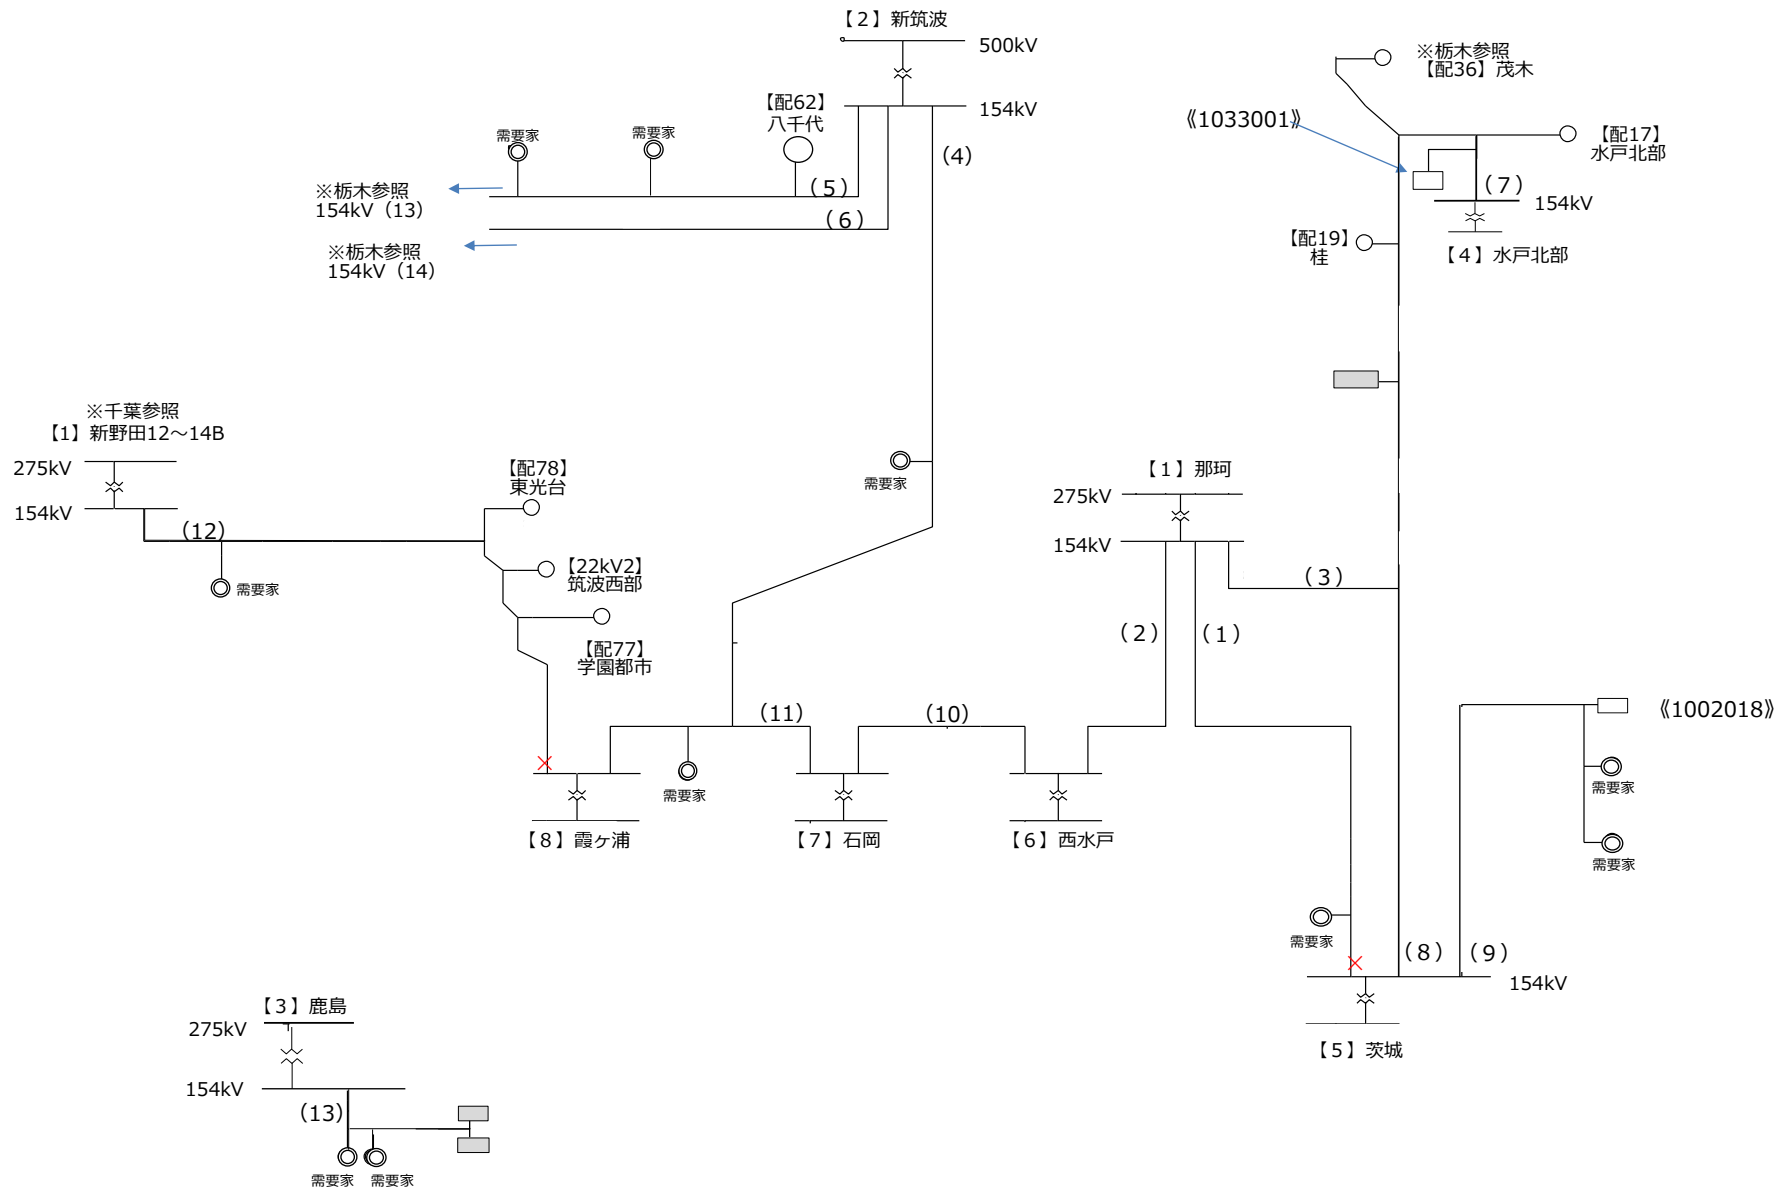 【２】新筑波
500kV
154kV
【配62】
八千代
需要家
需要家
（4）
（5）
（6）
※栃木参照
154kV（13）
※栃木参照
154kV（14）
※栃木参照
【配36】茂木
《1033001》
【配17】
水戸北部
（7）
154kV
【４】水戸北部
【配19】
桂
※千葉参照
【1】新野田12～14B
275kV
154kV
（12）
需要家
【配78】
東光台
【22kV2】
筑波西部
【配77】
学園都市
需要家
【１】那珂
275kV
154kV
（3）
（2）
（1）
（11）
（10）
需要家
【８】霞ヶ浦
【７】石岡
【６】西水戸
《1002018》
需要家
需要家
需要家
（8）
（9）
154kV
【５】茨城
【３】鹿島
275kV
154kV
（13）
需要家
需要家